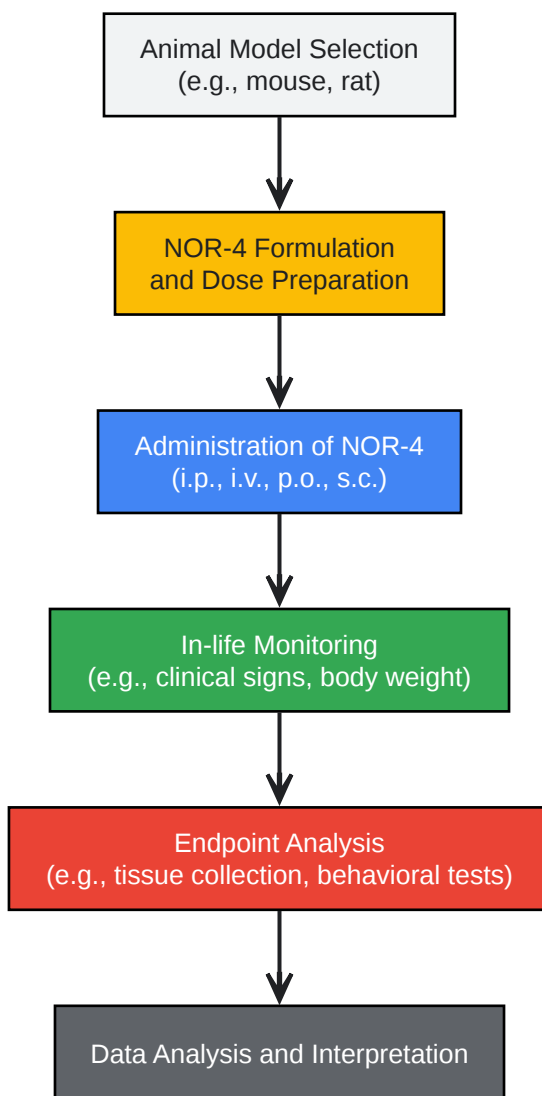 Animal Model Selection
(e.g., mouse, rat)
NOR-4 Formulation
and Dose Preparation
Administration of NOR-4
(i.p., i.v., p.o., s.c.)
In-life Monitoring
(e.g., clinical signs, body weight)
Endpoint Analysis
(e.g., tissue collection, behavioral tests)
Data Analysis and Interpretation